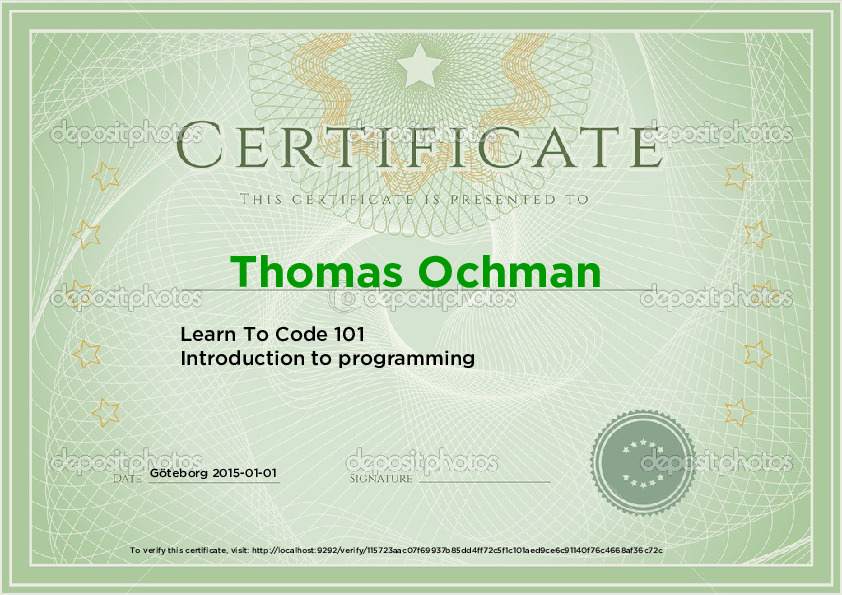 depositphotos depositphotos depositphotos
CERTIFICATE
THIS CERTIFICATE IS PRESENTED TO
Thomas Ochman
depositphotos © depositphotos depositphotos
Learn To Code 101
Introduction to programming
depositphotos depositphotos depositphotos
DATE Göteborg 2015-01-01 SIGNATURE
To verify this certificate, visit: http://localhost:9292/verify/115723aac07f69937b85dd4ff72c5f1c101aed9ce6c91140f76c4668af36c72c